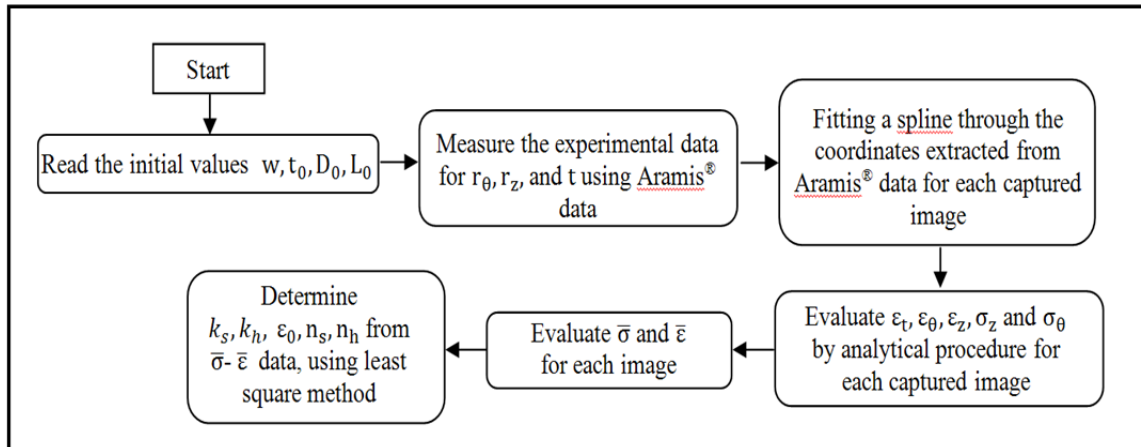 Start
Read the initial values w, t₀, D₀, L₀
Measure the experimental data
for r_θ, r_z, and t using Aramis®
data
Fitting a spline through the
coordinates extracted from
Aramis® data for each captured
image
Evaluate ε_t, ε_θ, ε_z, σ_z and σ_θ
by analytical procedure for
each captured image
Evaluate σ̅ and ε̅
for each image
Determine
k_s, k_h, ε₀, n_s, n_h from
σ̅- ε̅ data, using least
square method